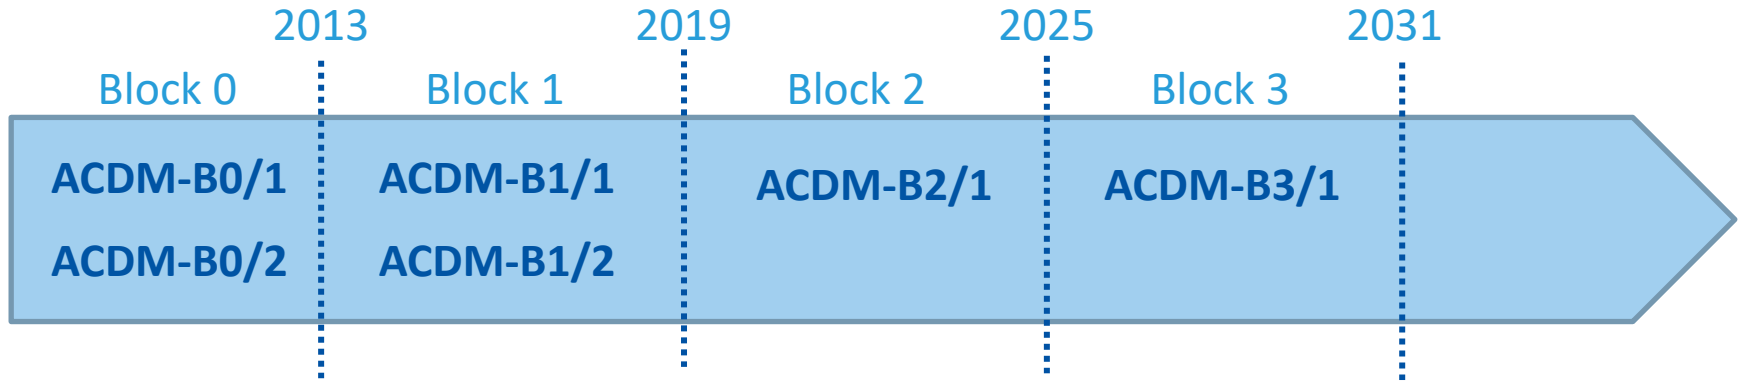 2013 2019 2025 2031
Block 0 Block 1 Block 2 Block 3
ACDM-B0/1 ACDM-B1/1 ACDM-B2/1 ACDM-B3/1
ACDM-B0/2 ACDM-B1/2